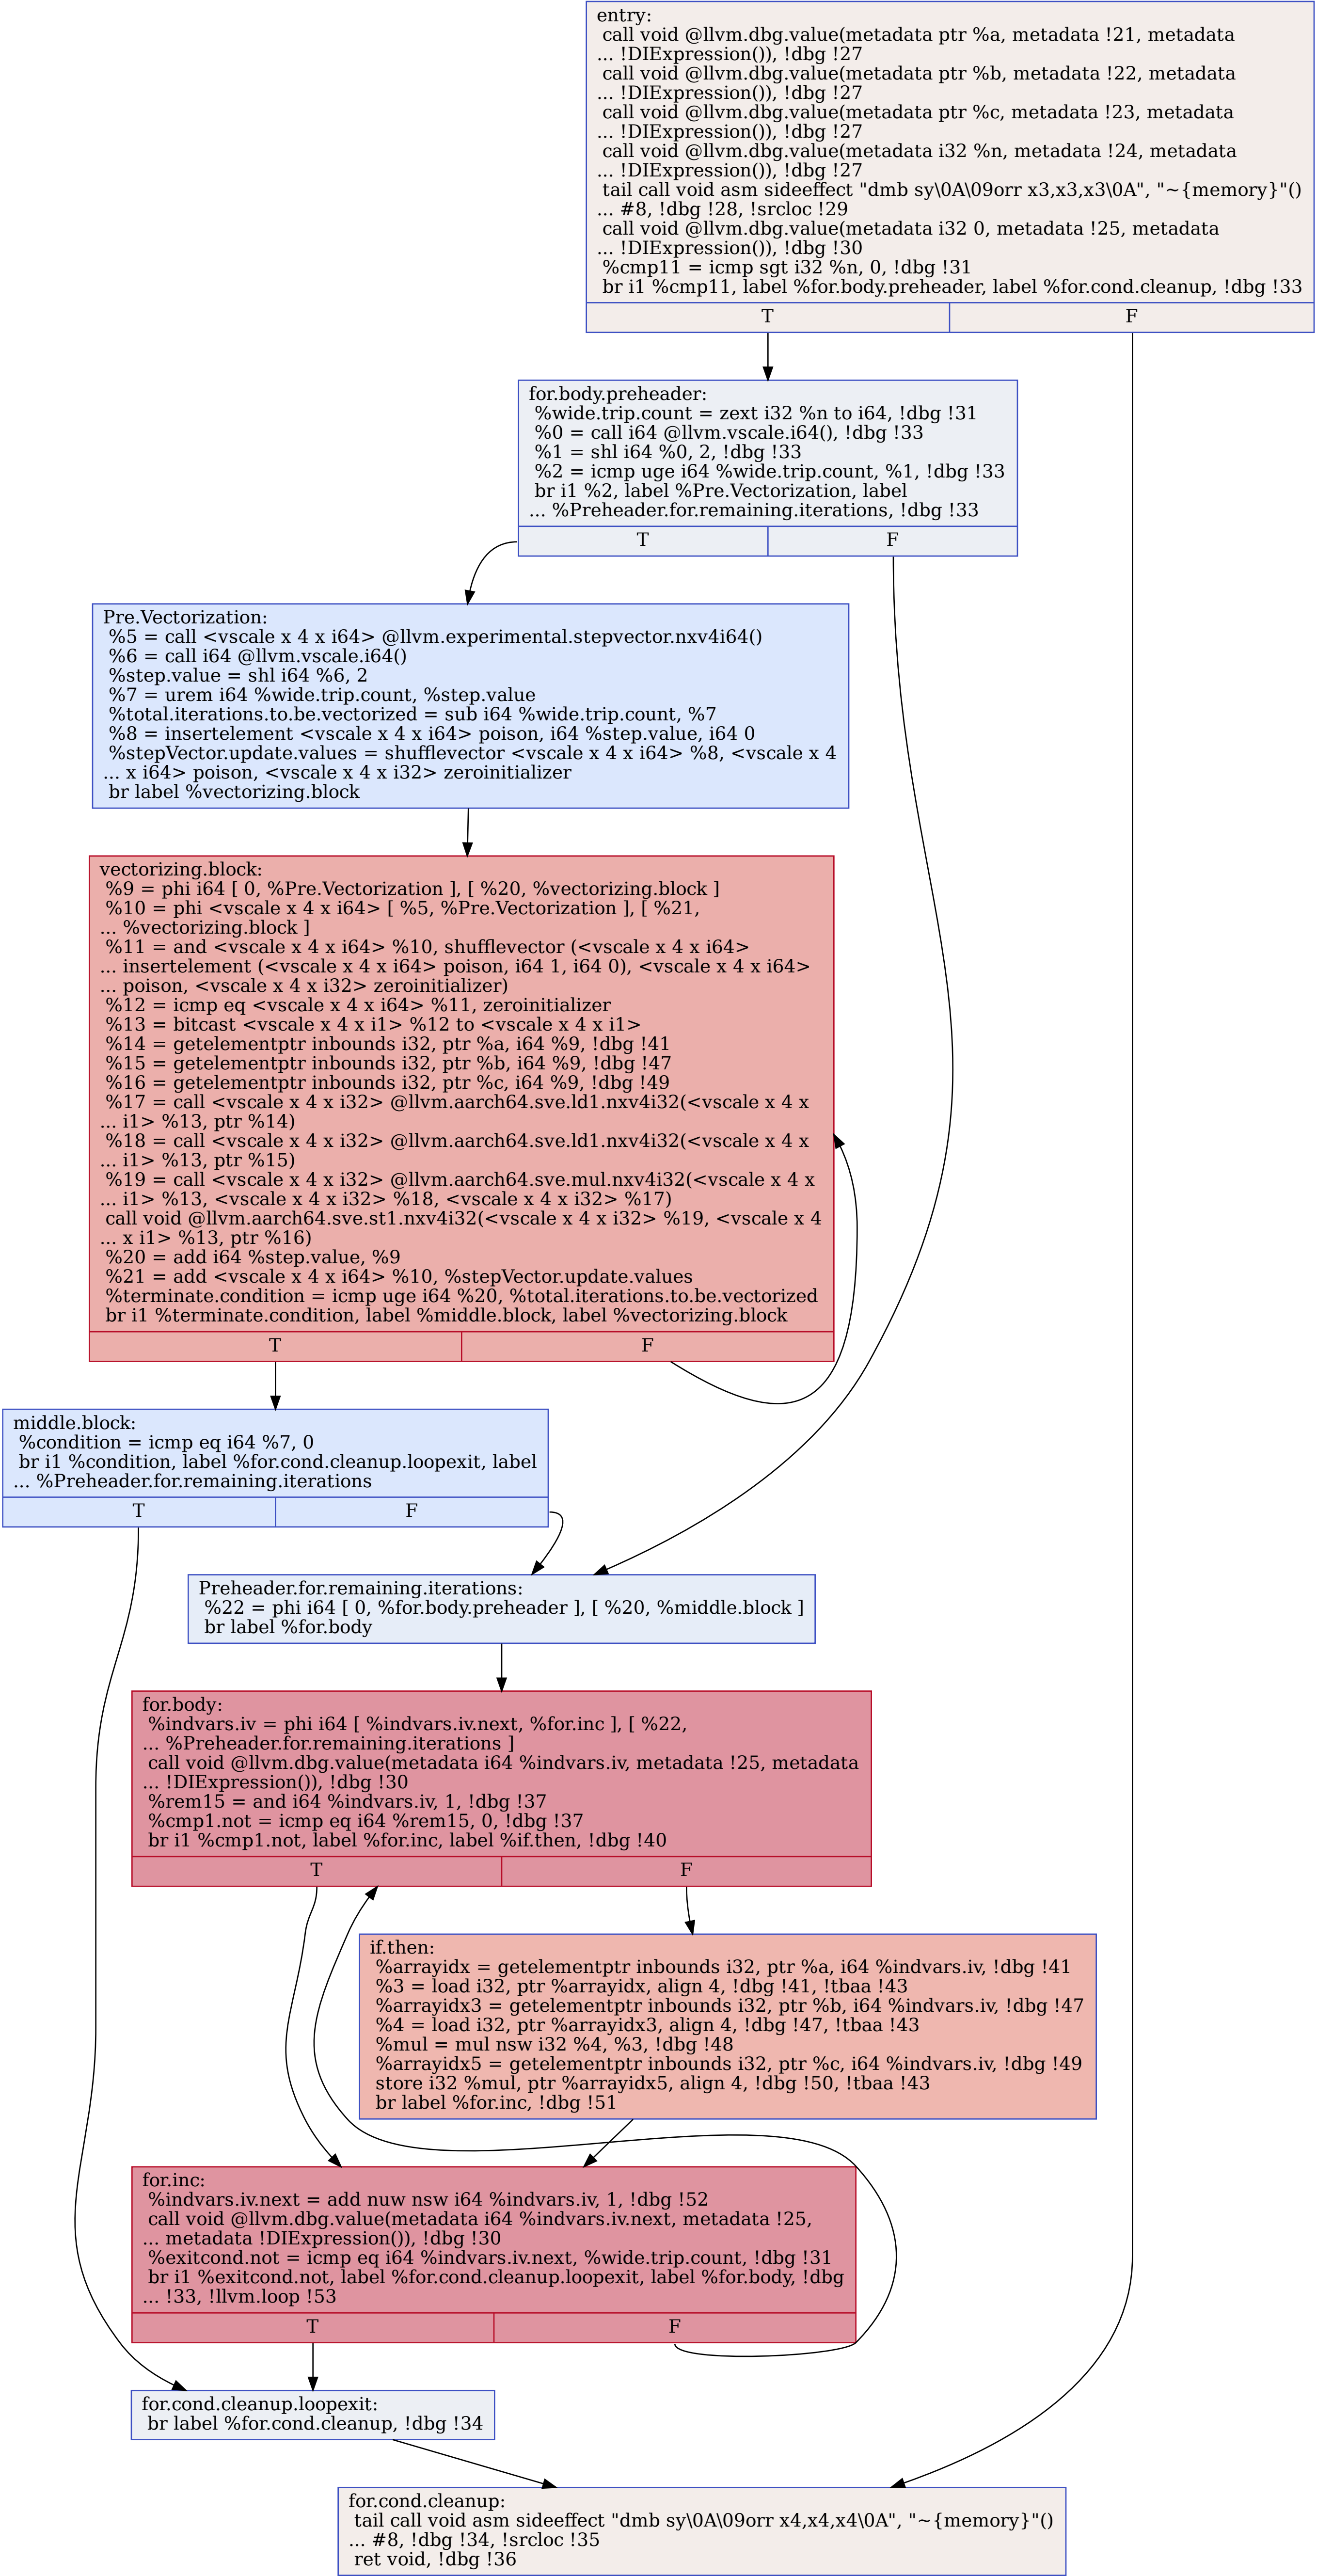 entry:
call void @llvm.dbg.value(metadata ptr %a, metadata !21, metadata
... !DIExpression()), !dbg !27
call void @llvm.dbg.value(metadata ptr %b, metadata !22, metadata
... !DIExpression()), !dbg !27
call void @llvm.dbg.value(metadata ptr %c, metadata !23, metadata
... !DIExpression()), !dbg !27
call void @llvm.dbg.value(metadata i32 %n, metadata !24, metadata
... !DIExpression()), !dbg !27
tail call void asm sideeffect "dmb sy\0A\09orr x3,x3,x3\0A", "~{memory}"()
... #8, !dbg !28, !srcloc !29
call void @llvm.dbg.value(metadata i32 0, metadata !25, metadata
... !DIExpression()), !dbg !30
%cmp11 = icmp sgt i32 %n, 0, !dbg !31
br i1 %cmp11, label %for.body.preheader, label %for.cond.cleanup, !dbg !33
T F
for.body.preheader:
%wide.trip.count = zext i32 %n to i64, !dbg !31
%0 = call i64 @llvm.vscale.i64(), !dbg !33
%1 = shl i64 %0, 2, !dbg !33
%2 = icmp uge i64 %wide.trip.count, %1, !dbg !33
br i1 %2, label %Pre.Vectorization, label
... %Preheader.for.remaining.iterations, !dbg !33
T F
Pre.Vectorization:
%5 = call <vscale x 4 x i64> @llvm.experimental.stepvector.nxv4i64()
%6 = call i64 @llvm.vscale.i64()
%step.value = shl i64 %6, 2
%7 = urem i64 %wide.trip.count, %step.value
%total.iterations.to.be.vectorized = sub i64 %wide.trip.count, %7
%8 = insertelement <vscale x 4 x i64> poison, i64 %step.value, i64 0
%stepVector.update.values = shufflevector <vscale x 4 x i64> %8, <vscale x 4
... x i64> poison, <vscale x 4 x i32> zeroinitializer
br label %vectorizing.block
vectorizing.block:
%9 = phi i64 [ 0, %Pre.Vectorization ], [ %20, %vectorizing.block ]
%10 = phi <vscale x 4 x i64> [ %5, %Pre.Vectorization ], [ %21,
... %vectorizing.block ]
%11 = and <vscale x 4 x i64> %10, shufflevector (<vscale x 4 x i64>
... insertelement (<vscale x 4 x i64> poison, i64 1, i64 0), <vscale x 4 x i64>
... poison, <vscale x 4 x i32> zeroinitializer)
%12 = icmp eq <vscale x 4 x i64> %11, zeroinitializer
%13 = bitcast <vscale x 4 x i1> %12 to <vscale x 4 x i1>
%14 = getelementptr inbounds i32, ptr %a, i64 %9, !dbg !41
%15 = getelementptr inbounds i32, ptr %b, i64 %9, !dbg !47
%16 = getelementptr inbounds i32, ptr %c, i64 %9, !dbg !49
%17 = call <vscale x 4 x i32> @llvm.aarch64.sve.ld1.nxv4i32(<vscale x 4 x
... i1> %13, ptr %14)
%18 = call <vscale x 4 x i32> @llvm.aarch64.sve.ld1.nxv4i32(<vscale x 4 x
... i1> %13, ptr %15)
%19 = call <vscale x 4 x i32> @llvm.aarch64.sve.mul.nxv4i32(<vscale x 4 x
... i1> %13, <vscale x 4 x i32> %18, <vscale x 4 x i32> %17)
call void @llvm.aarch64.sve.st1.nxv4i32(<vscale x 4 x i32> %19, <vscale x 4
... x i1> %13, ptr %16)
%20 = add i64 %step.value, %9
%21 = add <vscale x 4 x i64> %10, %stepVector.update.values
%terminate.condition = icmp uge i64 %20, %total.iterations.to.be.vectorized
br i1 %terminate.condition, label %middle.block, label %vectorizing.block
T F
middle.block:
%condition = icmp eq i64 %7, 0
br i1 %condition, label %for.cond.cleanup.loopexit, label
... %Preheader.for.remaining.iterations
T F
Preheader.for.remaining.iterations:
%22 = phi i64 [ 0, %for.body.preheader ], [ %20, %middle.block ]
br label %for.body
for.body:
%indvars.iv = phi i64 [ %indvars.iv.next, %for.inc ], [ %22,
... %Preheader.for.remaining.iterations ]
call void @llvm.dbg.value(metadata i64 %indvars.iv, metadata !25, metadata
... !DIExpression()), !dbg !30
%rem15 = and i64 %indvars.iv, 1, !dbg !37
%cmp1.not = icmp eq i64 %rem15, 0, !dbg !37
br i1 %cmp1.not, label %for.inc, label %if.then, !dbg !40
T F
if.then:
%arrayidx = getelementptr inbounds i32, ptr %a, i64 %indvars.iv, !dbg !41
%3 = load i32, ptr %arrayidx, align 4, !dbg !41, !tbaa !43
%arrayidx3 = getelementptr inbounds i32, ptr %b, i64 %indvars.iv, !dbg !47
%4 = load i32, ptr %arrayidx3, align 4, !dbg !47, !tbaa !43
%mul = mul nsw i32 %4, %3, !dbg !48
%arrayidx5 = getelementptr inbounds i32, ptr %c, i64 %indvars.iv, !dbg !49
store i32 %mul, ptr %arrayidx5, align 4, !dbg !50, !tbaa !43
br label %for.inc, !dbg !51
for.inc:
%indvars.iv.next = add nuw nsw i64 %indvars.iv, 1, !dbg !52
call void @llvm.dbg.value(metadata i64 %indvars.iv.next, metadata !25,
... metadata !DIExpression()), !dbg !30
%exitcond.not = icmp eq i64 %indvars.iv.next, %wide.trip.count, !dbg !31
br i1 %exitcond.not, label %for.cond.cleanup.loopexit, label %for.body, !dbg
... !33, !llvm.loop !53
T F
for.cond.cleanup.loopexit:
br label %for.cond.cleanup, !dbg !34
for.cond.cleanup:
tail call void asm sideeffect "dmb sy\0A\09orr x4,x4,x4\0A", "~{memory}"()
... #8, !dbg !34, !srcloc !35
ret void, !dbg !36